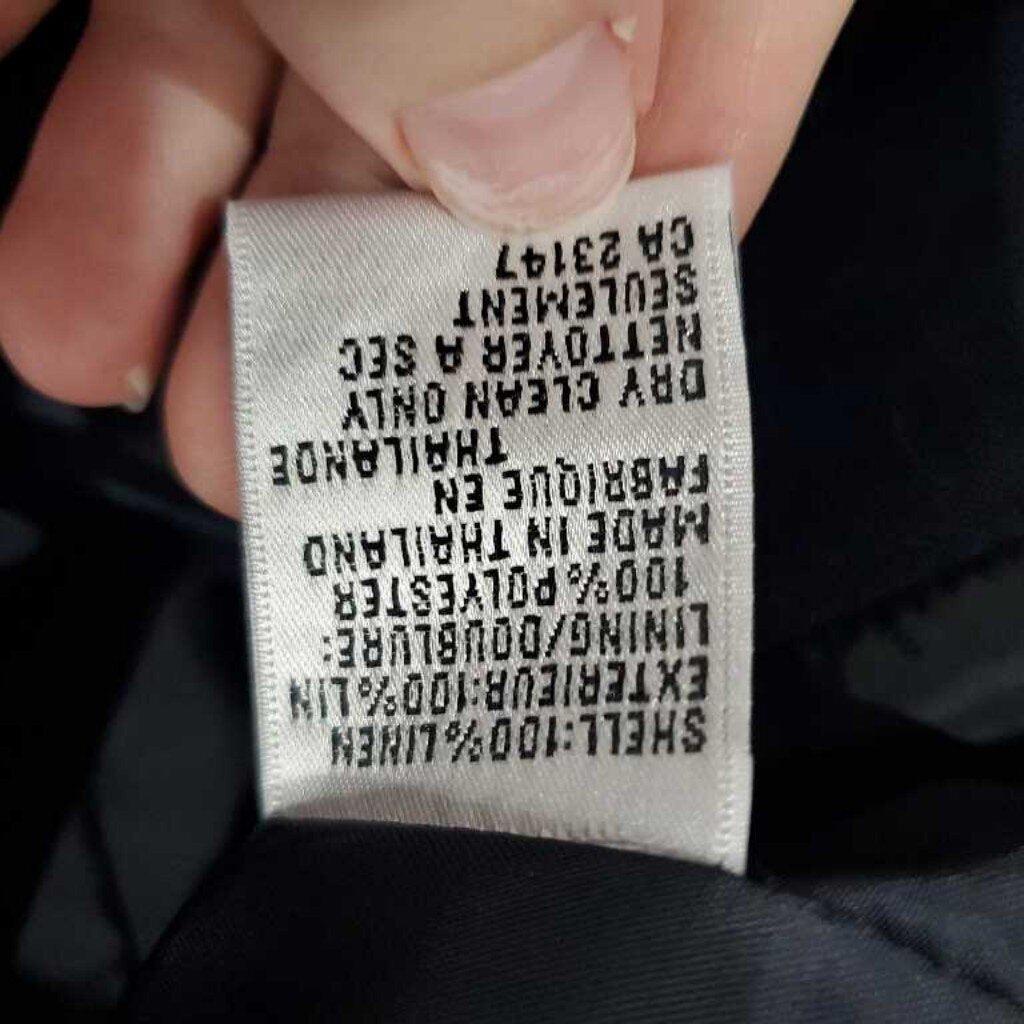 SHELL:100%LINEN
EXTERIEUR:100%LIN
LINING/DOUBLURE:
100%POLYESTER
MADE IN THAILAND
FABRIQUE EN
THAILANDE
DRY CLEAN ONLY
NETTOYER A SEC
SEULEMENT
CA 23147